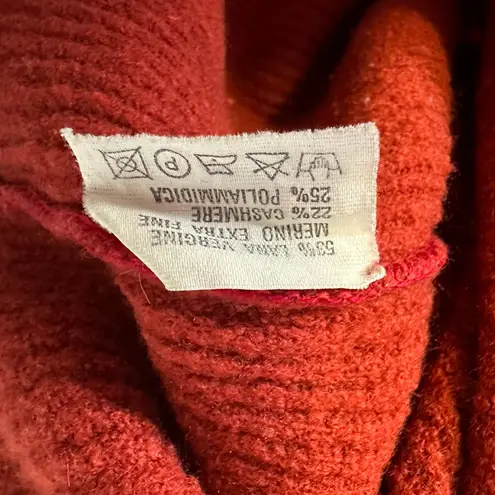 53% LANA VERGINE
MERINO EXTRA FINE
22% CASHMERE
25% POLIAMMIDICA
P